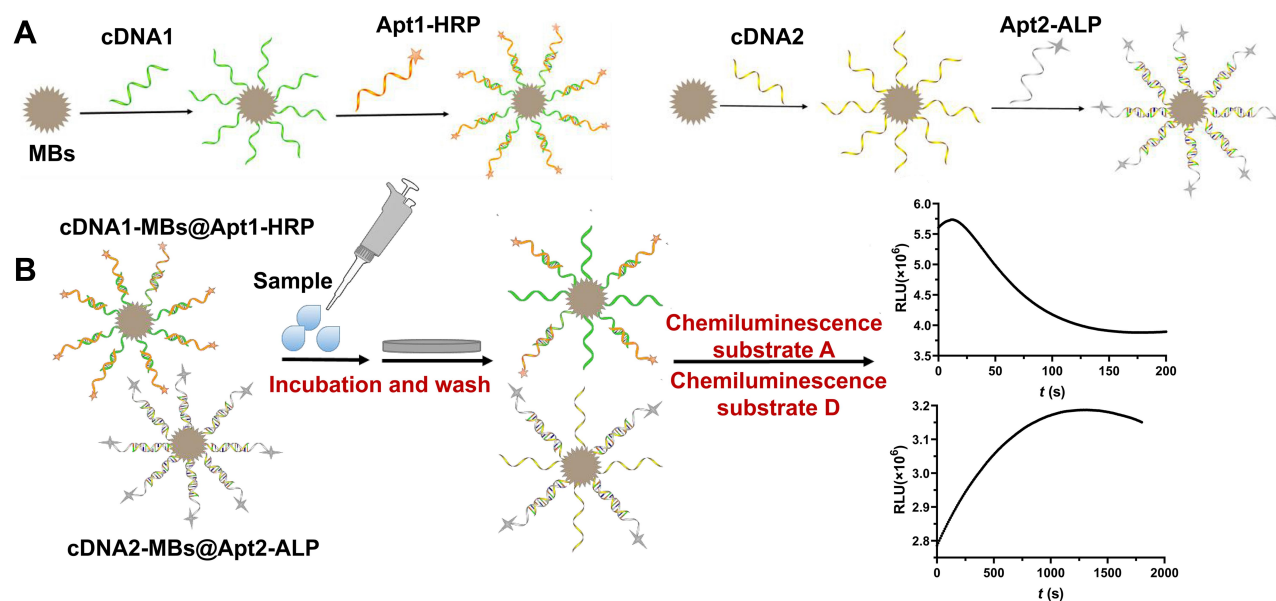 A
cDNA1
Apt1-HRP
cDNA2
Apt2-ALP
MBs
B
cDNA1-MBs@Apt1-HRP
Sample
Incubation and wash
cDNA2-MBs@Apt2-ALP
Chemiluminescence
substrate A
Chemiluminescence
substrate D
RLU(×10⁶)
6.0
5.5
5.0
4.5
4.0
3.5
0 50 100 150 200
t (s)
RLU(×10⁶)
3.2
3.1
3.0
2.9
2.8
0 500 1000 1500 2000
t (s)